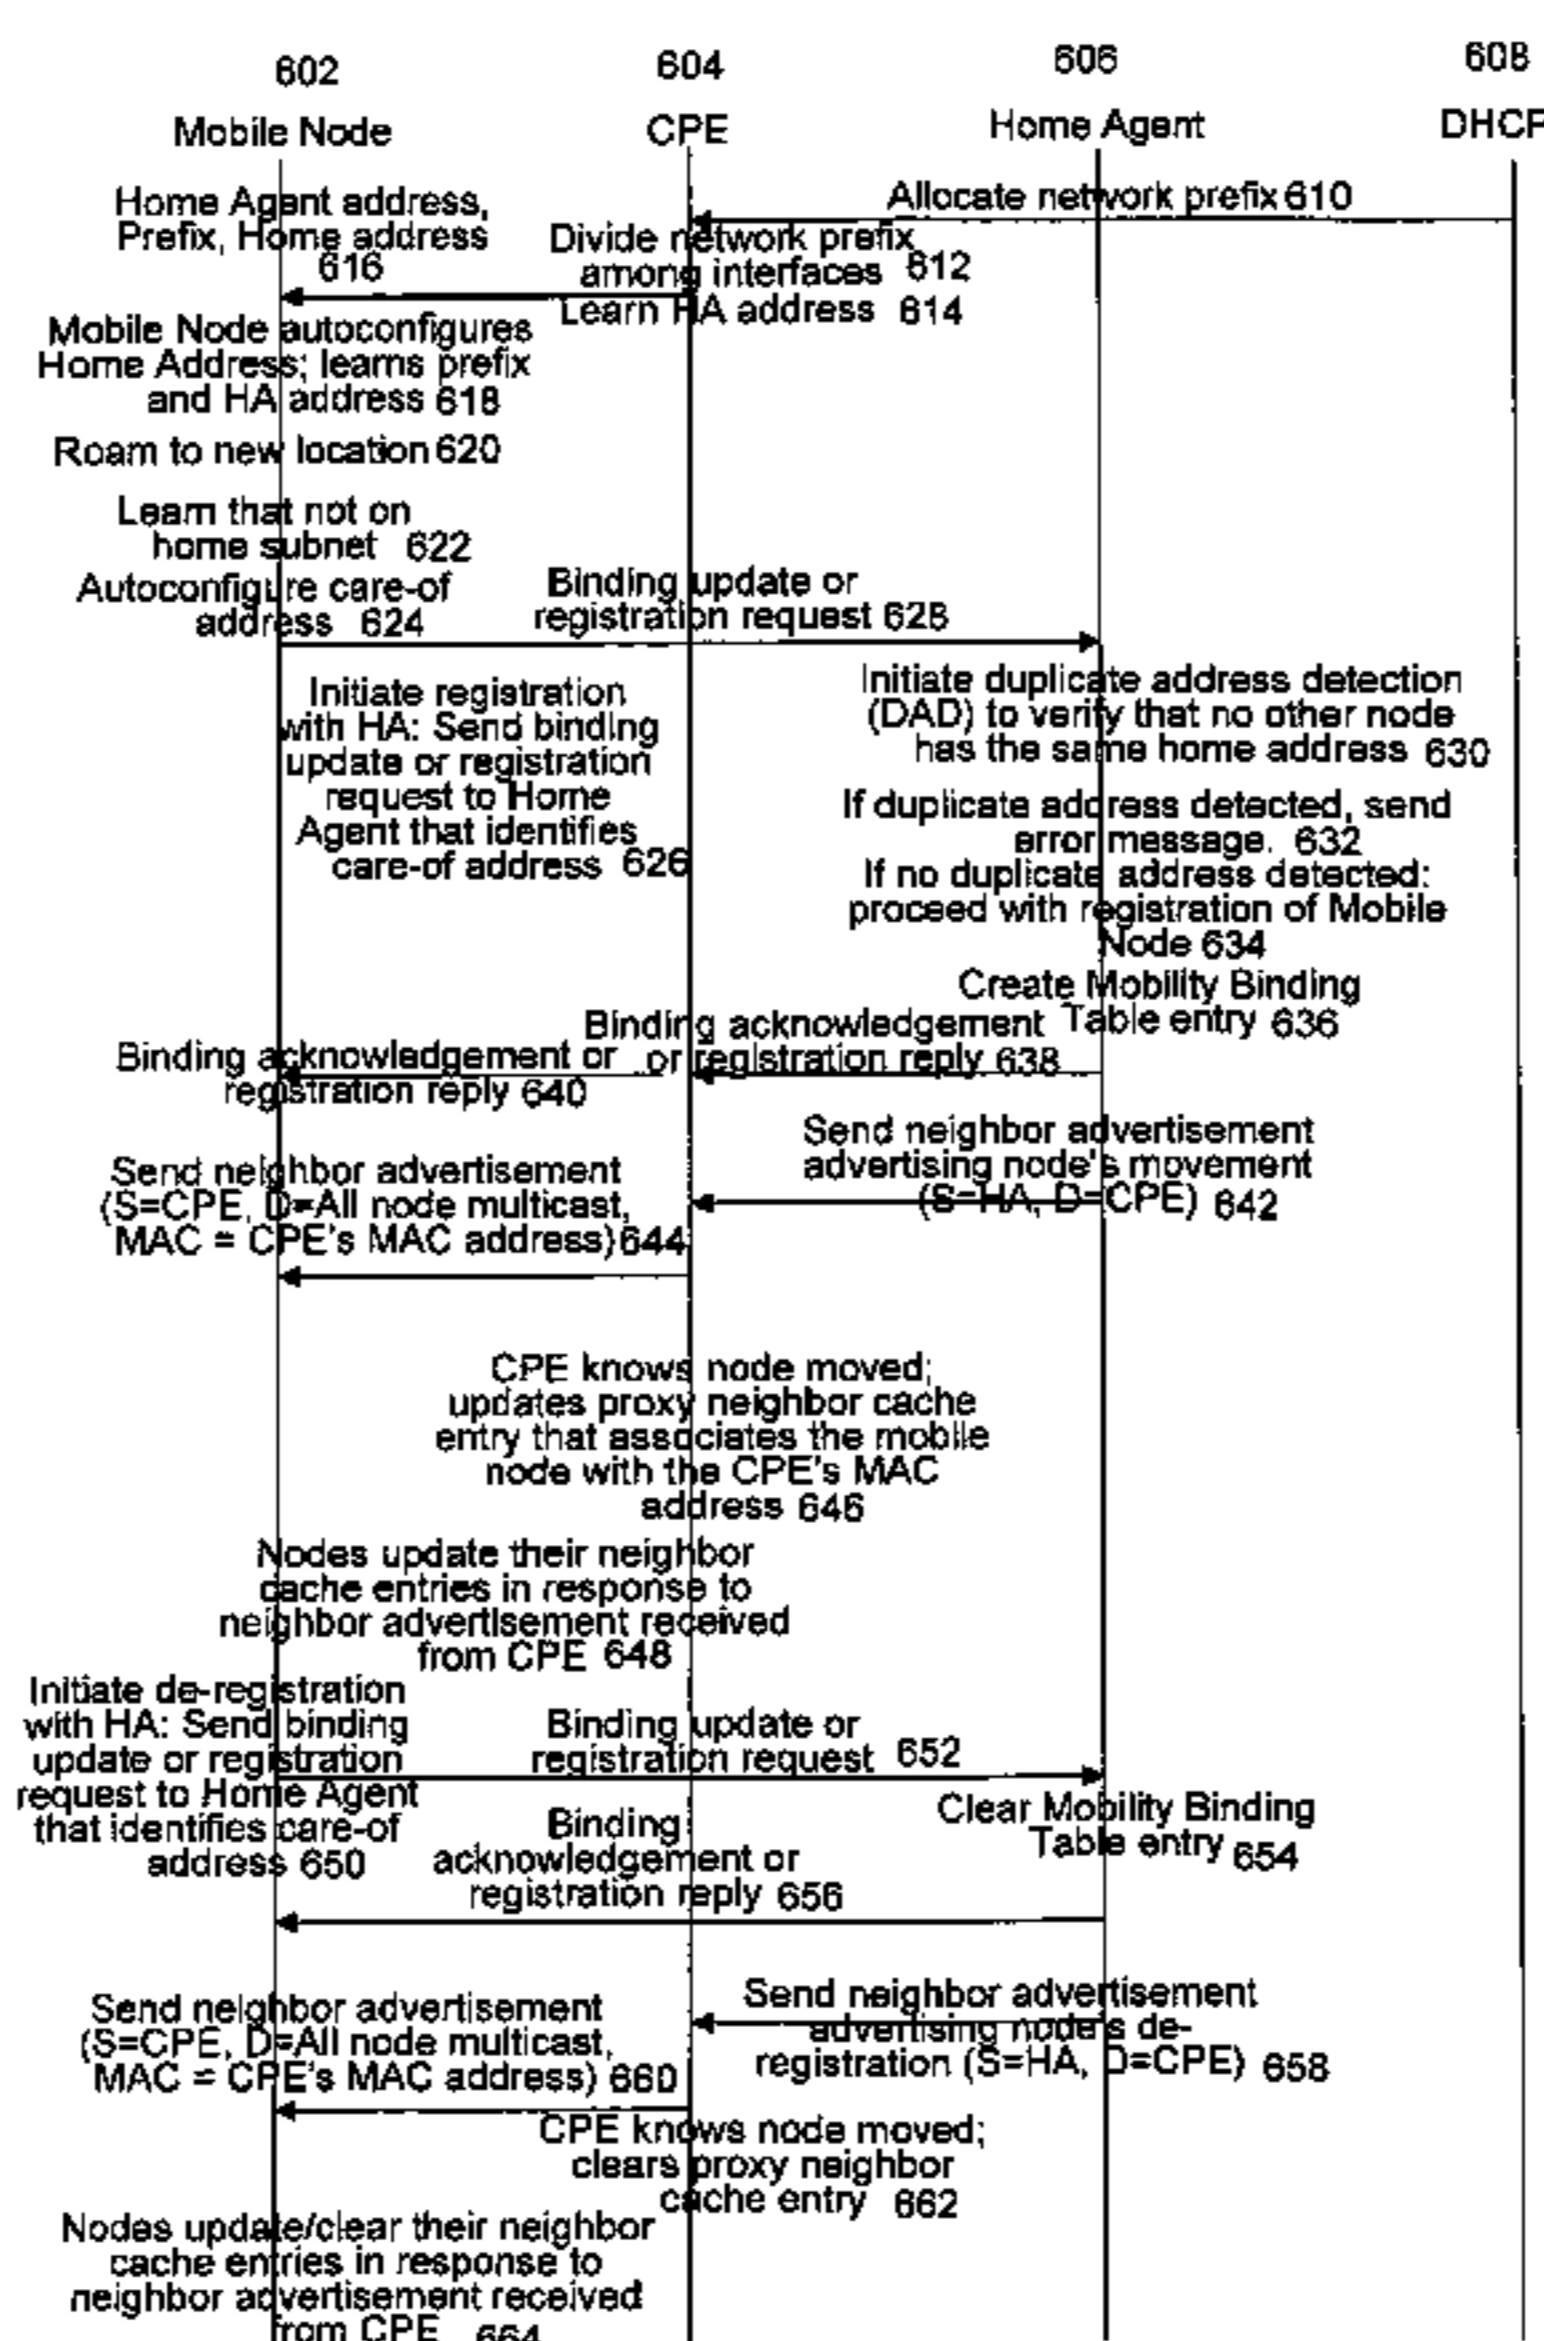 602
604
606
608
Mobile Node
CPE
Home Agent
DHCP
Allocate network prefix 610
Home Agent address,
Prefix, Home address
616
Divide network prefix
among interfaces 612
Learn HA address 614
Mobile Node autoconfigures
Home Address; learns prefix
and HA address 618
Roam to new location 620
Learn that not on
home subnet 622
Autoconfigure care-of
address 624
Binding update or
registration request 628
Initiate registration
with HA: Send binding
update or registration
request to Home
Agent that identifies
care-of address 626
Initiate duplicate address detection
(DAD) to verify that no other node
has the same home address 630
If duplicate address detected, send
error message. 632
If no duplicate address detected:
proceed with registration of Mobile
Node 634
Create Mobility Binding
Table entry 636
Binding acknowledgement
or registration reply 638
Binding acknowledgement or
registration reply 640
Send neighbor advertisement
advertising node's movement
(S=HA, D=CPE) 642
Send neighbor advertisement
(S=CPE, D=All node multicast,
MAC = CPE's MAC address) 644
CPE knows node moved;
updates proxy neighbor cache
entry that associates the mobile
node with the CPE's MAC
address 646
Nodes update their neighbor
cache entries in response to
neighbor advertisement received
from CPE 648
Initiate de-registration
with HA: Send binding
update or registration
request to Home Agent
that identifies care-of
address 650
Binding update or
registration request 652
Clear Mobility Binding
Table entry 654
Binding
acknowledgement or
registration reply 656
Send neighbor advertisement
advertising node's de-
registration (S=HA, D=CPE) 658
Send neighbor advertisement
(S=CPE, D=All node multicast,
MAC = CPE's MAC address) 660
CPE knows node moved;
clears proxy neighbor
cache entry 662
Nodes update/clear their neighbor
cache entries in response to
neighbor advertisement received
from CPE 664